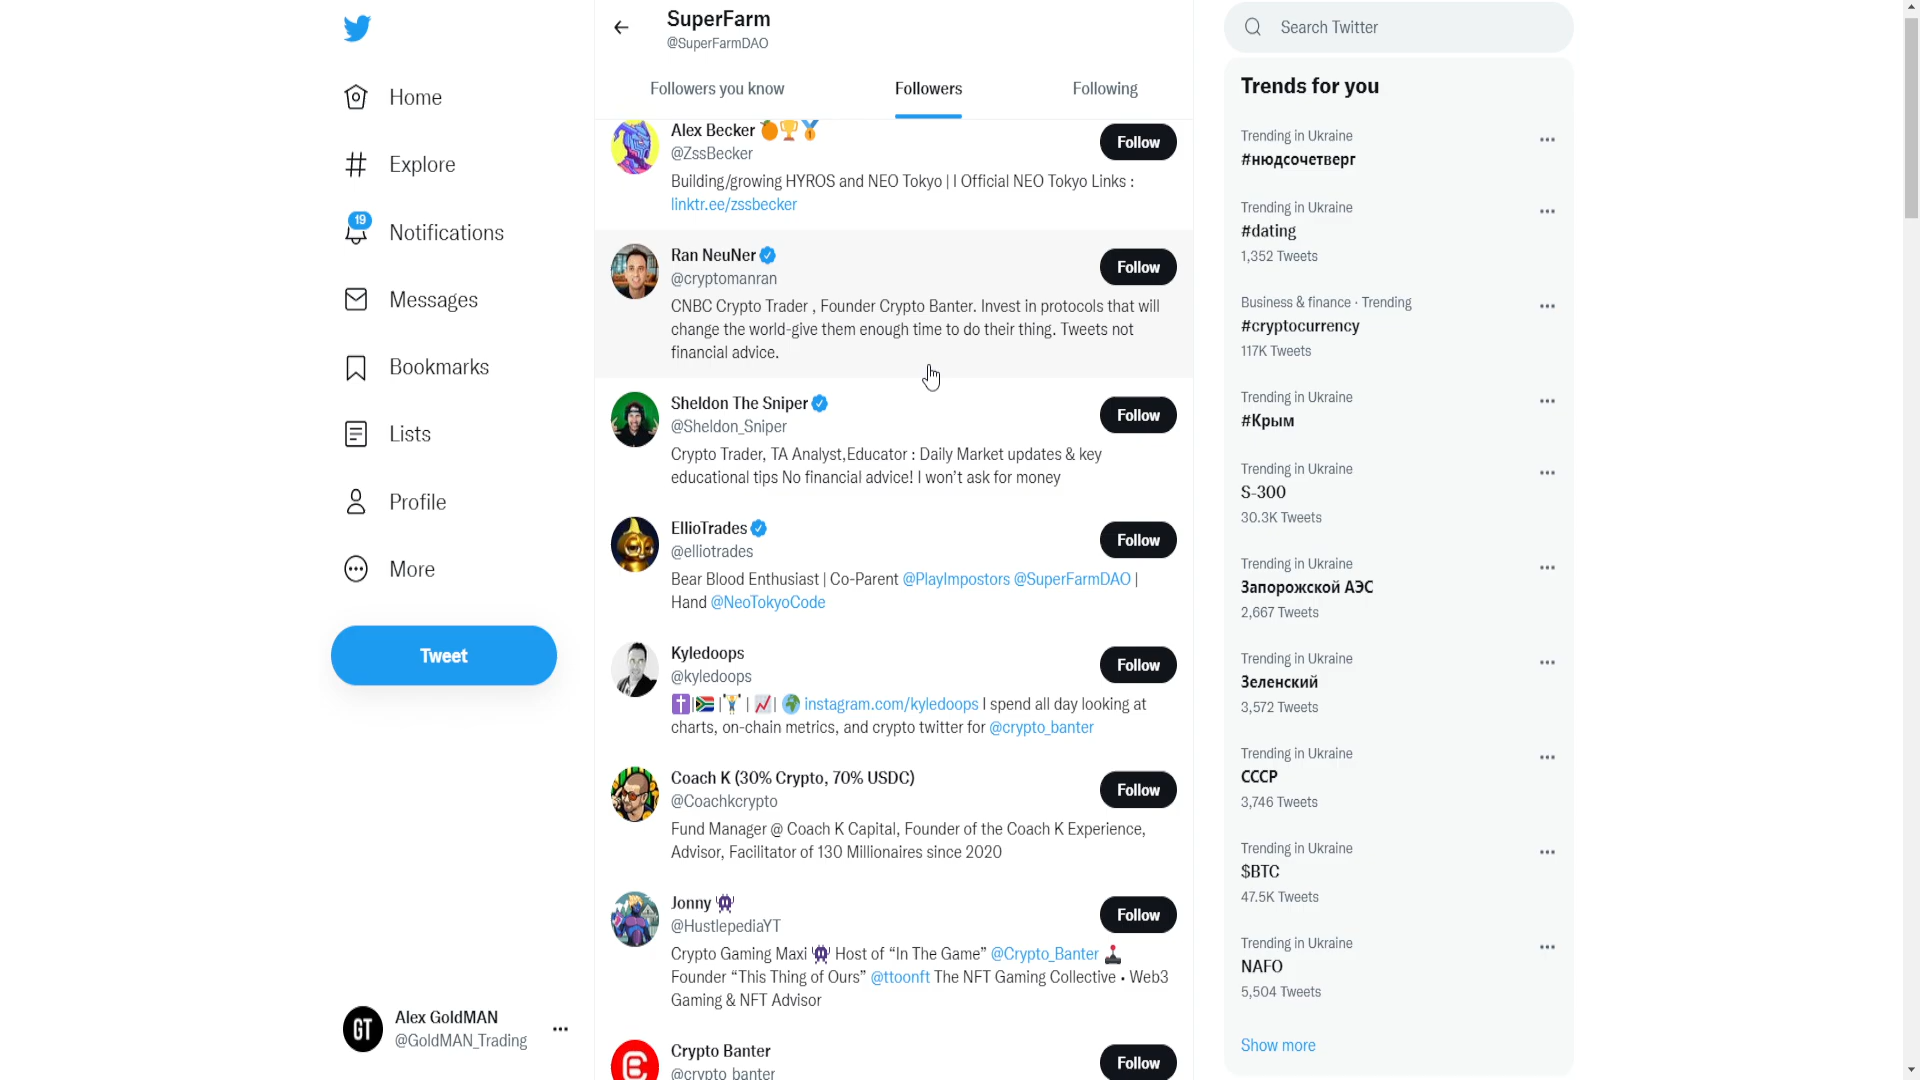 Home
Explore
19
Notifications
Messages
Bookmarks
Lists
Profile
More
Tweet
GT
Alex GoldMAN
@GoldMAN_Trading
SuperFarm
@SuperFarmDAO
Followers you know
Followers
Following
Alex Becker 🍊🏆🥇
@ZssBecker
Follow
Building/growing HYROS and NEO Tokyo | I Official NEO Tokyo Links :
linktr.ee/zssbecker
Ran NeuNer
@cryptomanran
Follow
CNBC Crypto Trader , Founder Crypto Banter. Invest in protocols that will
change the world-give them enough time to do their thing. Tweets not
financial advice.
Sheldon The Sniper
@Sheldon_Sniper
Follow
Crypto Trader, TA Analyst,Educator : Daily Market updates & key
educational tips No financial advice! I won't ask for money
EllioTrades
@elliotrades
Follow
Bear Blood Enthusiast | Co-Parent @PlayImpostors @SuperFarmDAO |
Hand @NeoTokyoCode
Kyledoops
@kyledoops
Follow
✝️|🇿🇦|🏋️| 📈| 🌍 instagram.com/kyledoops I spend all day looking at
charts, on-chain metrics, and crypto twitter for @crypto_banter
Coach K (30% Crypto, 70% USDC)
@Coachkcrypto
Follow
Fund Manager @ Coach K Capital, Founder of the Coach K Experience,
Advisor, Facilitator of 130 Millionaires since 2020
Jonny 👾
@HustlepediaYT
Follow
Crypto Gaming Maxi 👾 Host of “In The Game” @Crypto_Banter 🕹️
Founder “This Thing of Ours” @ttoonft The NFT Gaming Collective • Web3
Gaming & NFT Advisor
Crypto Banter
@crypto_banter
Follow
Search Twitter
Trends for you
Trending in Ukraine
#нюдсочетверг
Trending in Ukraine
#dating
1,352 Tweets
Business & finance · Trending
#cryptocurrency
117K Tweets
Trending in Ukraine
#Крым
Trending in Ukraine
S-300
30.3K Tweets
Trending in Ukraine
Запорожской АЭС
2,667 Tweets
Trending in Ukraine
Зеленский
3,572 Tweets
Trending in Ukraine
СССР
3,746 Tweets
Trending in Ukraine
$BTC
47.5K Tweets
Trending in Ukraine
NAFO
5,504 Tweets
Show more